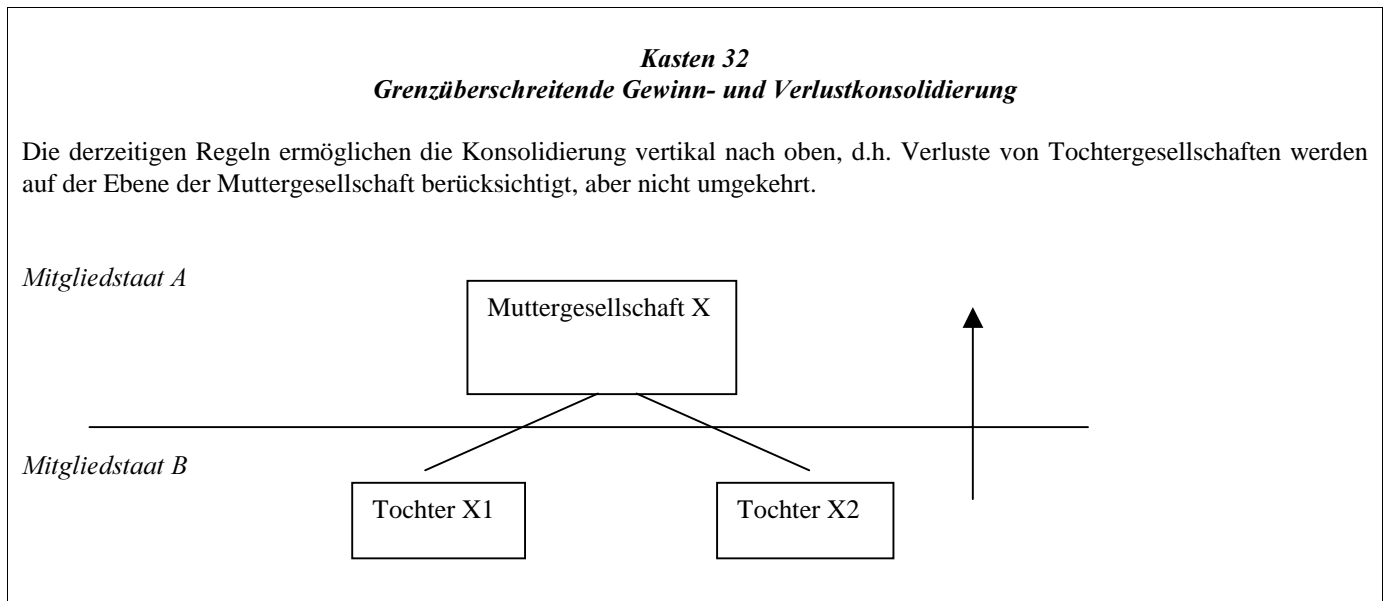 Kasten 32
Grenzüberschreitende Gewinn- und Verlustkonsolidierung
Die derzeitigen Regeln ermöglichen die Konsolidierung vertikal nach oben, d.h. Verluste von Tochtergesellschaften werden
auf der Ebene der Muttergesellschaft berücksichtigt, aber nicht umgekehrt.
Mitgliedstaat A
Muttergesellschaft X
Mitgliedstaat B
Tochter X1
Tochter X2